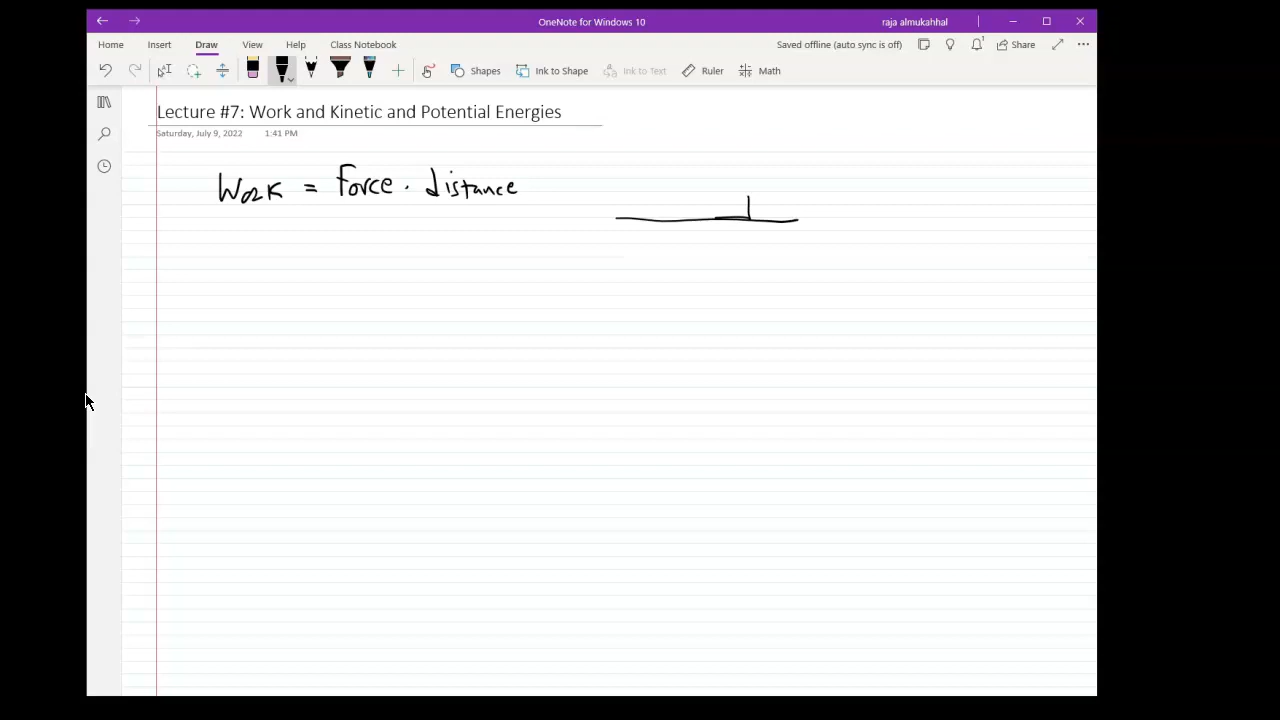 OneNote for Windows 10
raja almukahhal
Home Insert Draw View Help Class Notebook
Saved offline (auto sync is off)
1
Share
Shapes
Ink to Shape
Ink to Text
Ruler
Math
Lecture #7: Work and Kinetic and Potential Energies
Saturday, July 9, 2022 1:41 PM
Work = Force . distance